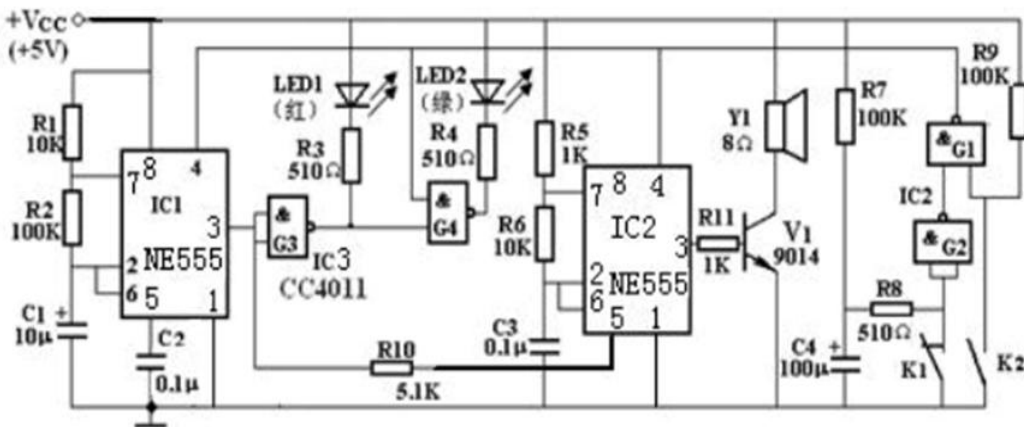 +VCC
(+5V)
R1
10K
R2
100K
C1 +
10μ
8
4
7
IC1
3
NE555
2
6
5
1
C2
0.1μ
LED1
(红)
R3
510Ω
&
G3
IC3
CC4011
LED2
(绿)
R4
510Ω
&
G4
R10
5.1K
R5
1K
R6
10K
C3
0.1μ
8
4
7
IC2
3
2
NE555
6
5
1
R11
1K
Y1
8Ω
V1
9014
R7
100K
C4 +
100μ
R8
510Ω
R9
100K
&
G1
IC2
&
G2
K1
K2